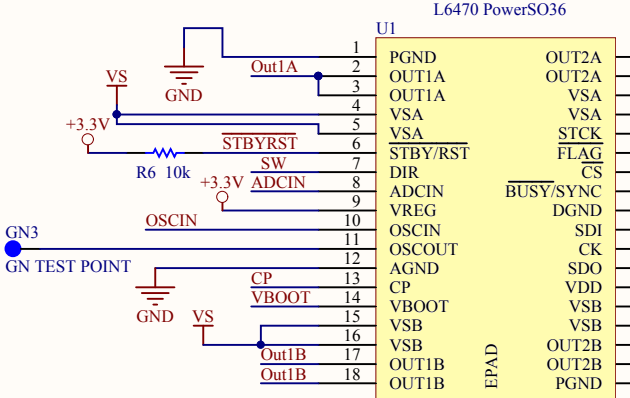 L6470 PowerSO36
U1
1 PGND OUT2A
Out1A 2 OUT1A OUT2A
GND 3 OUT1A VSA
VS 4 VSA VSA
5 VSA STCK
+3.3V STBYRST 6 STBY/RST FLAG
R6 10k SW 7 DIR CS
ADCIN 8 ADCIN BUSY/SYNC
+3.3V 9 VREG DGND
OSCIN 10 OSCIN SDI
GN3 11 OSCOUT CK
GN TEST POINT 12 AGND SDO
CP 13 CP VDD
VBOOT 14 VBOOT VSB
GND VS 15 VSB VSB
16 VSB OUT2B
Out1B 17 OUT1B OUT2B
Out1B 18 OUT1B PGND
EPAD